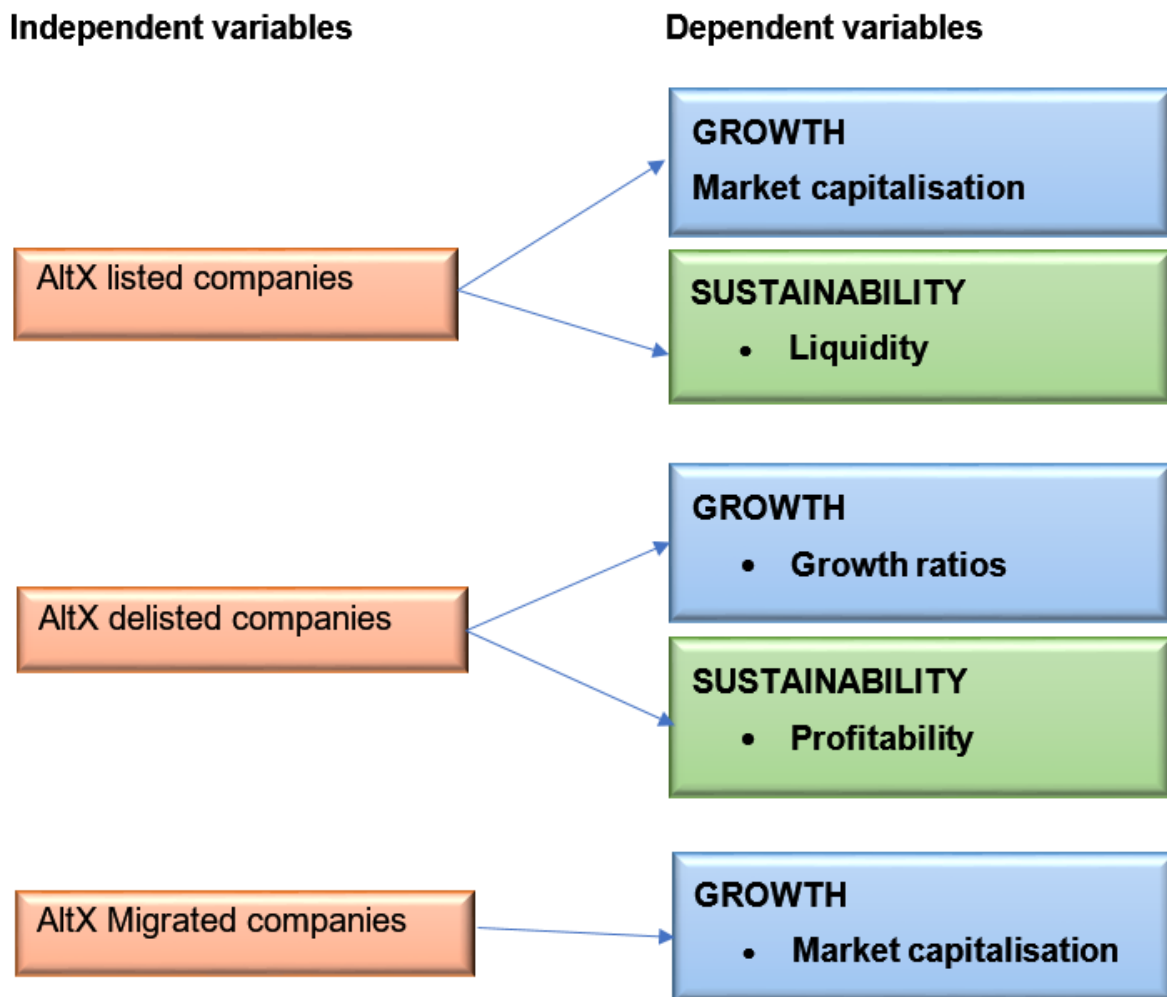 Independent variables
Dependent variables
GROWTH
Market capitalisation
AltX listed companies
SUSTAINABILITY
• Liquidity
GROWTH
• Growth ratios
AltX delisted companies
SUSTAINABILITY
• Profitability
AltX Migrated companies
GROWTH
• Market capitalisation